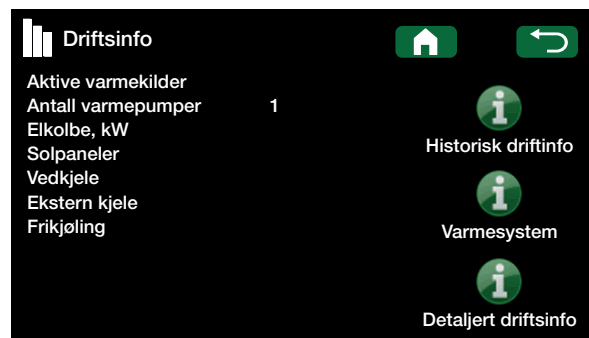 Driftsinfo
Aktive varmekilder
Antall varmepumper 1
Elkolbe, kW
Solpaneler
Vedkjele
Ekstern kjele
Frikjøling
Historisk driftinfo
Varmesystem
Detaljert driftsinfo